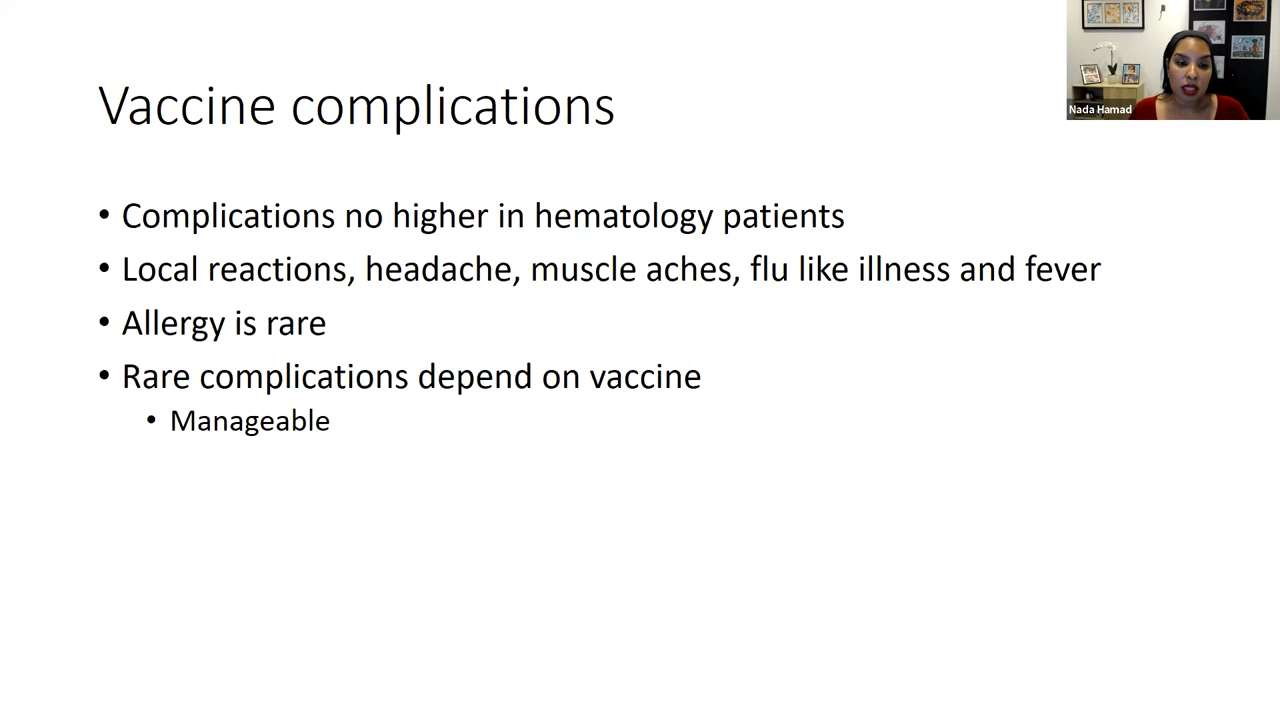 Vaccine complications
Nada Hamad
• Complications no higher in hematology patients
• Local reactions, headache, muscle aches, flu like illness and fever
• Allergy is rare
• Rare complications depend on vaccine
• Manageable